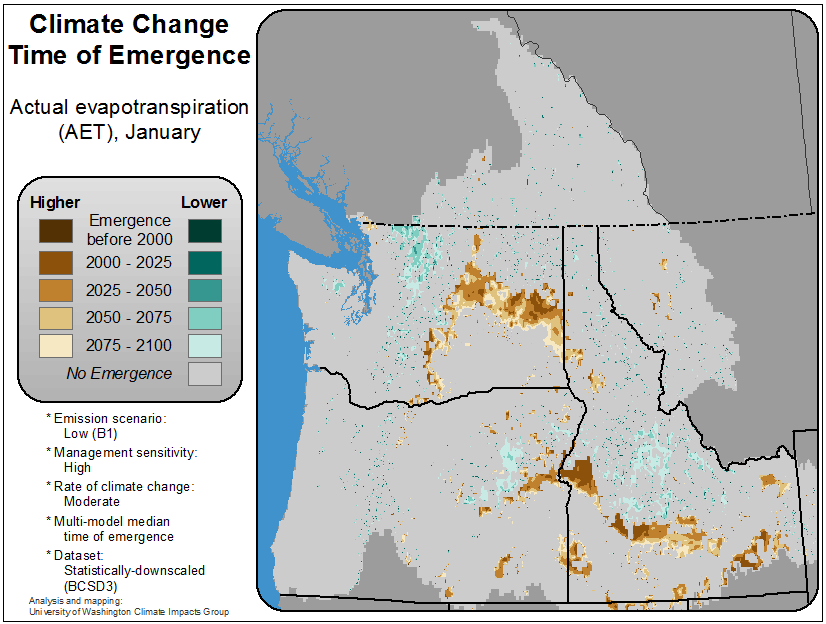 Climate Change
Time of Emergence
Actual evapotranspiration
(AET), January
Higher Lower
Emergence
before 2000
2000 - 2025
2025 - 2050
2050 - 2075
2075 - 2100
No Emergence
* Emission scenario:
Low (B1)
* Management sensitivity:
High
* Rate of climate change:
Moderate
* Multi-model median
time of emergence
* Dataset:
Statistically-downscaled
(BCSD3)
Analysis and mapping:
University of Washington Climate Impacts Group